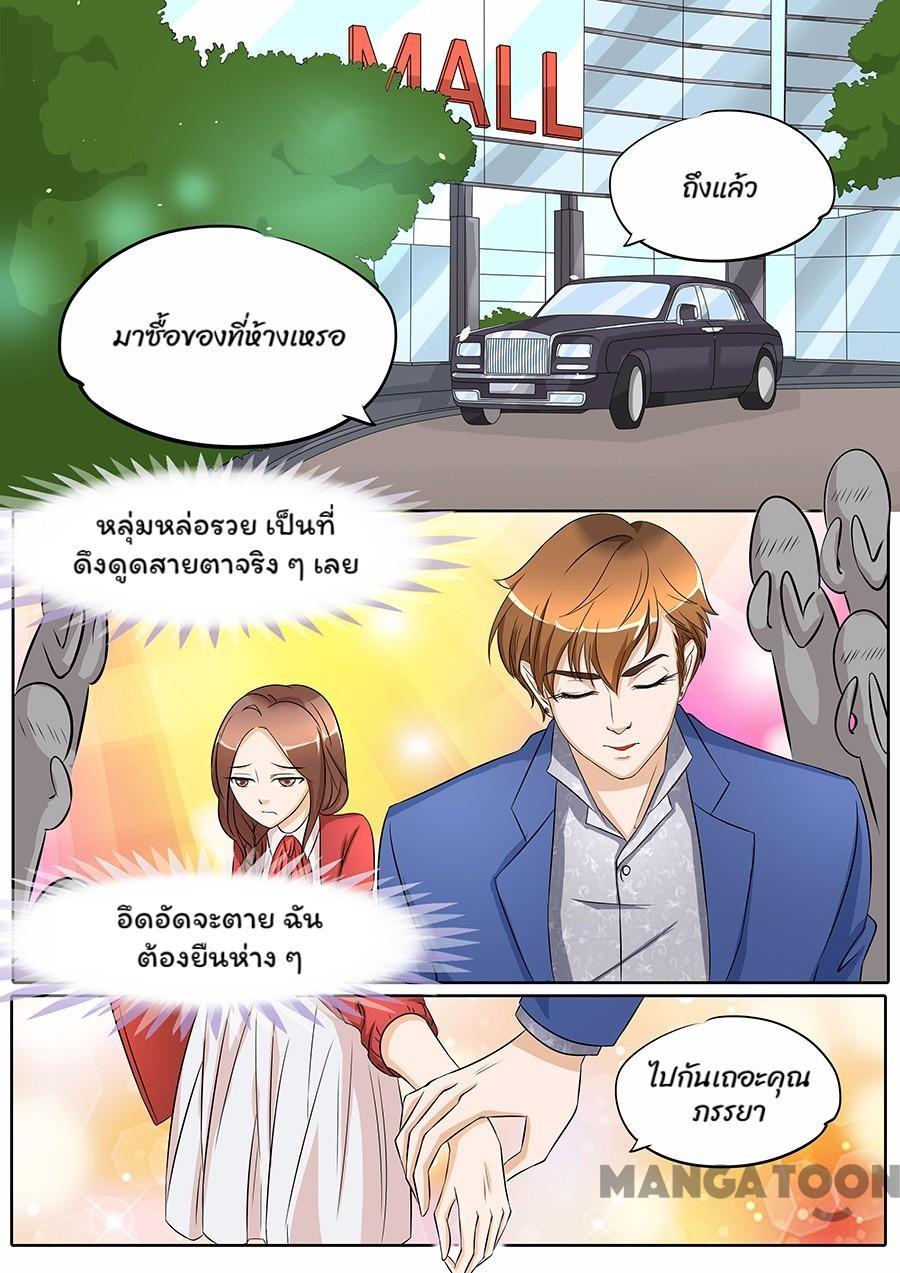 MALL
ถึงแล้ว
มาซื้อของที่ห้างเหรอ
หลุ่มหล่อรวย เป็นที่
ดึงดูดสายตาจริง ๆ เลย
อึดอัดจะตาย ฉัน
ต้องยืนห่าง ๆ
ไปกันเถอะคุณ
ภรรยา
MANGATOON